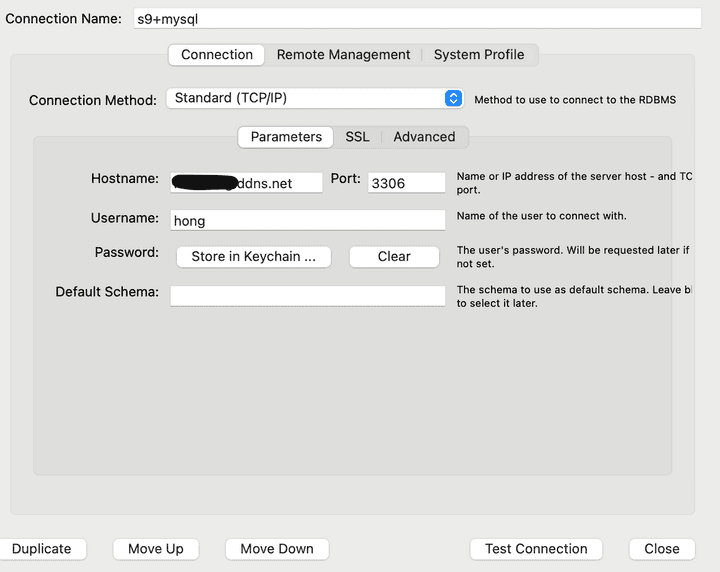 Connection Name: s9+mysql
Connection Remote Management System Profile
Connection Method: Standard (TCP/IP) Method to use to connect to the RDBMS
Parameters SSL Advanced
Hostname: ddns.net Port: 3306 Name or IP address of the server host - and TC
port.
Username: hong Name of the user to connect with.
Password: Store in Keychain ... Clear The user's password. Will be requested later if
not set.
Default Schema: The schema to use as default schema. Leave bl
to select it later.
Duplicate Move Up Move Down Test Connection Close